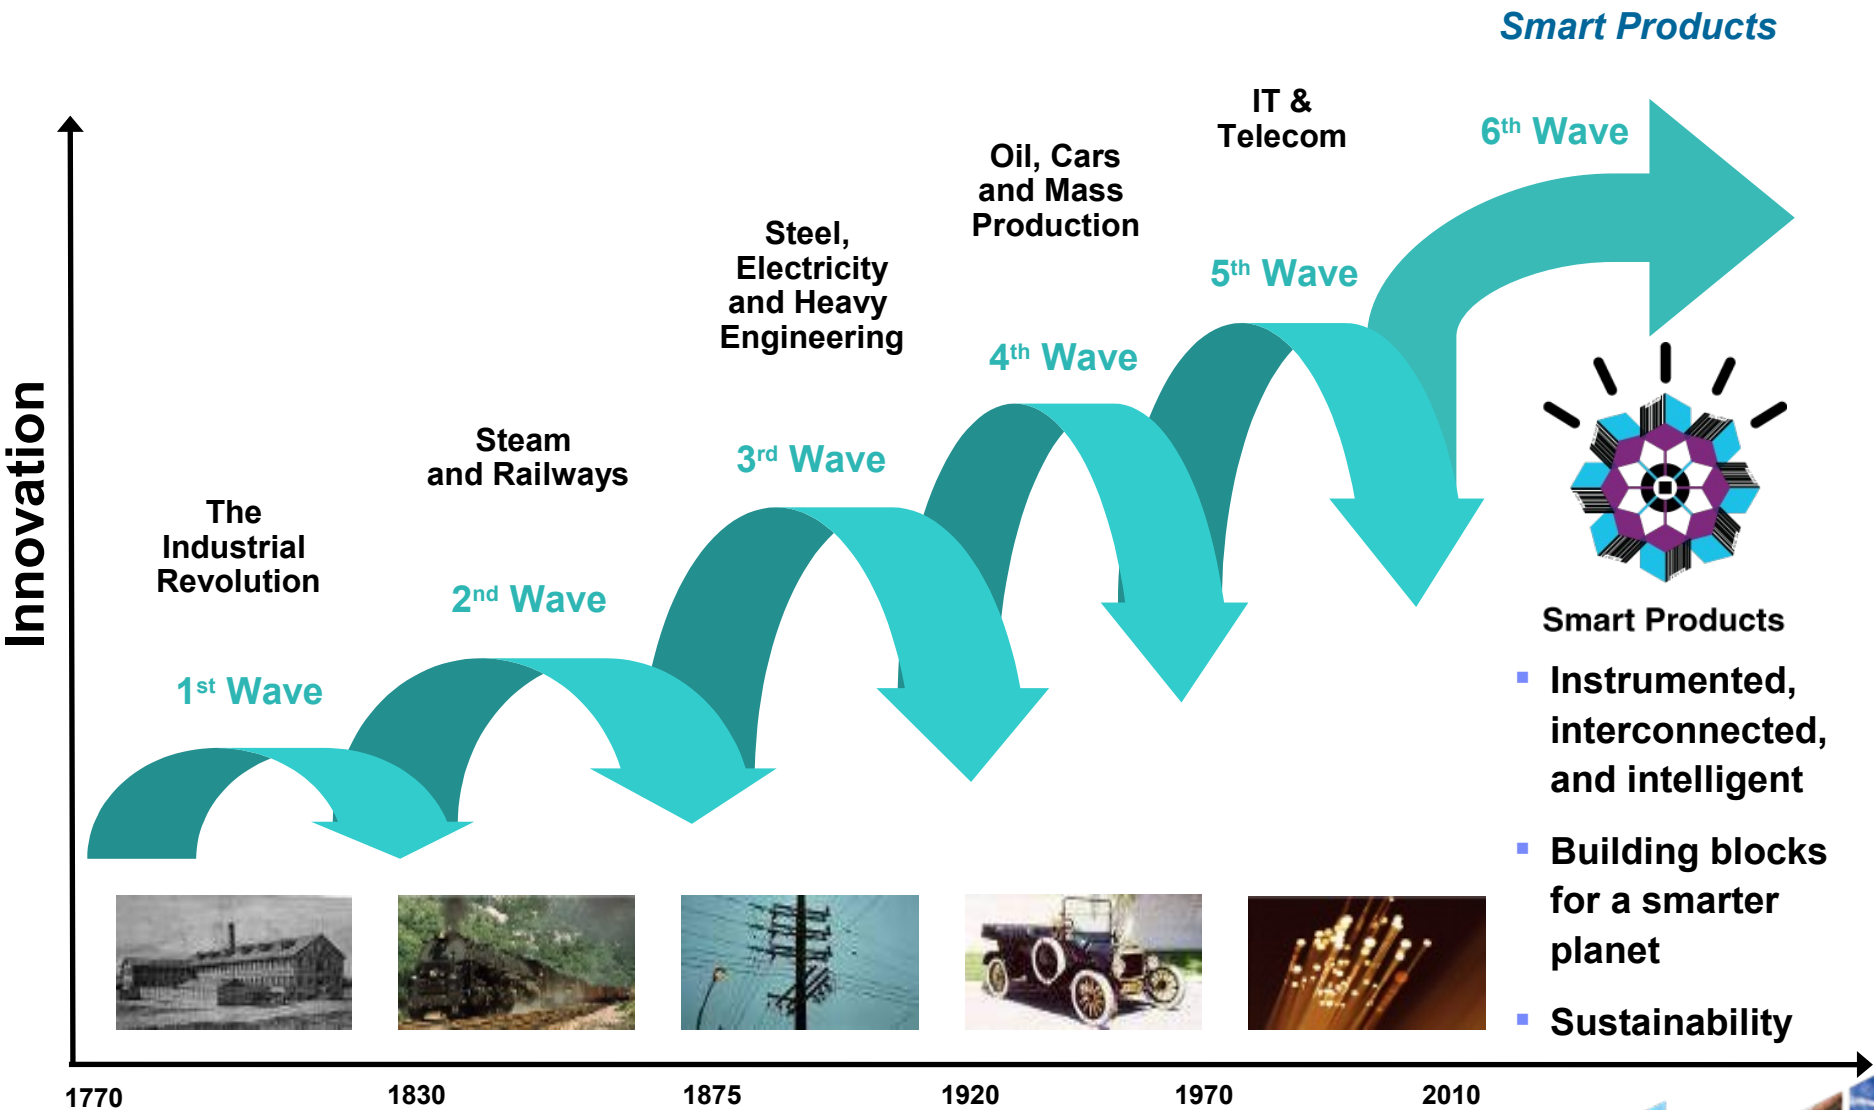 Smart Products
IT &
Telecom
6th Wave
Oil, Cars
and Mass
Production
5th Wave
Steel,
Electricity
and Heavy
Engineering
4th Wave
Steam
and Railways
3rd Wave
The
Industrial
Revolution
2nd Wave
1st Wave
Innovation
Smart Products
Instrumented,
interconnected,
and intelligent
Building blocks
for a smarter
planet
Sustainability
1770
1830
1875
1920
1970
2010